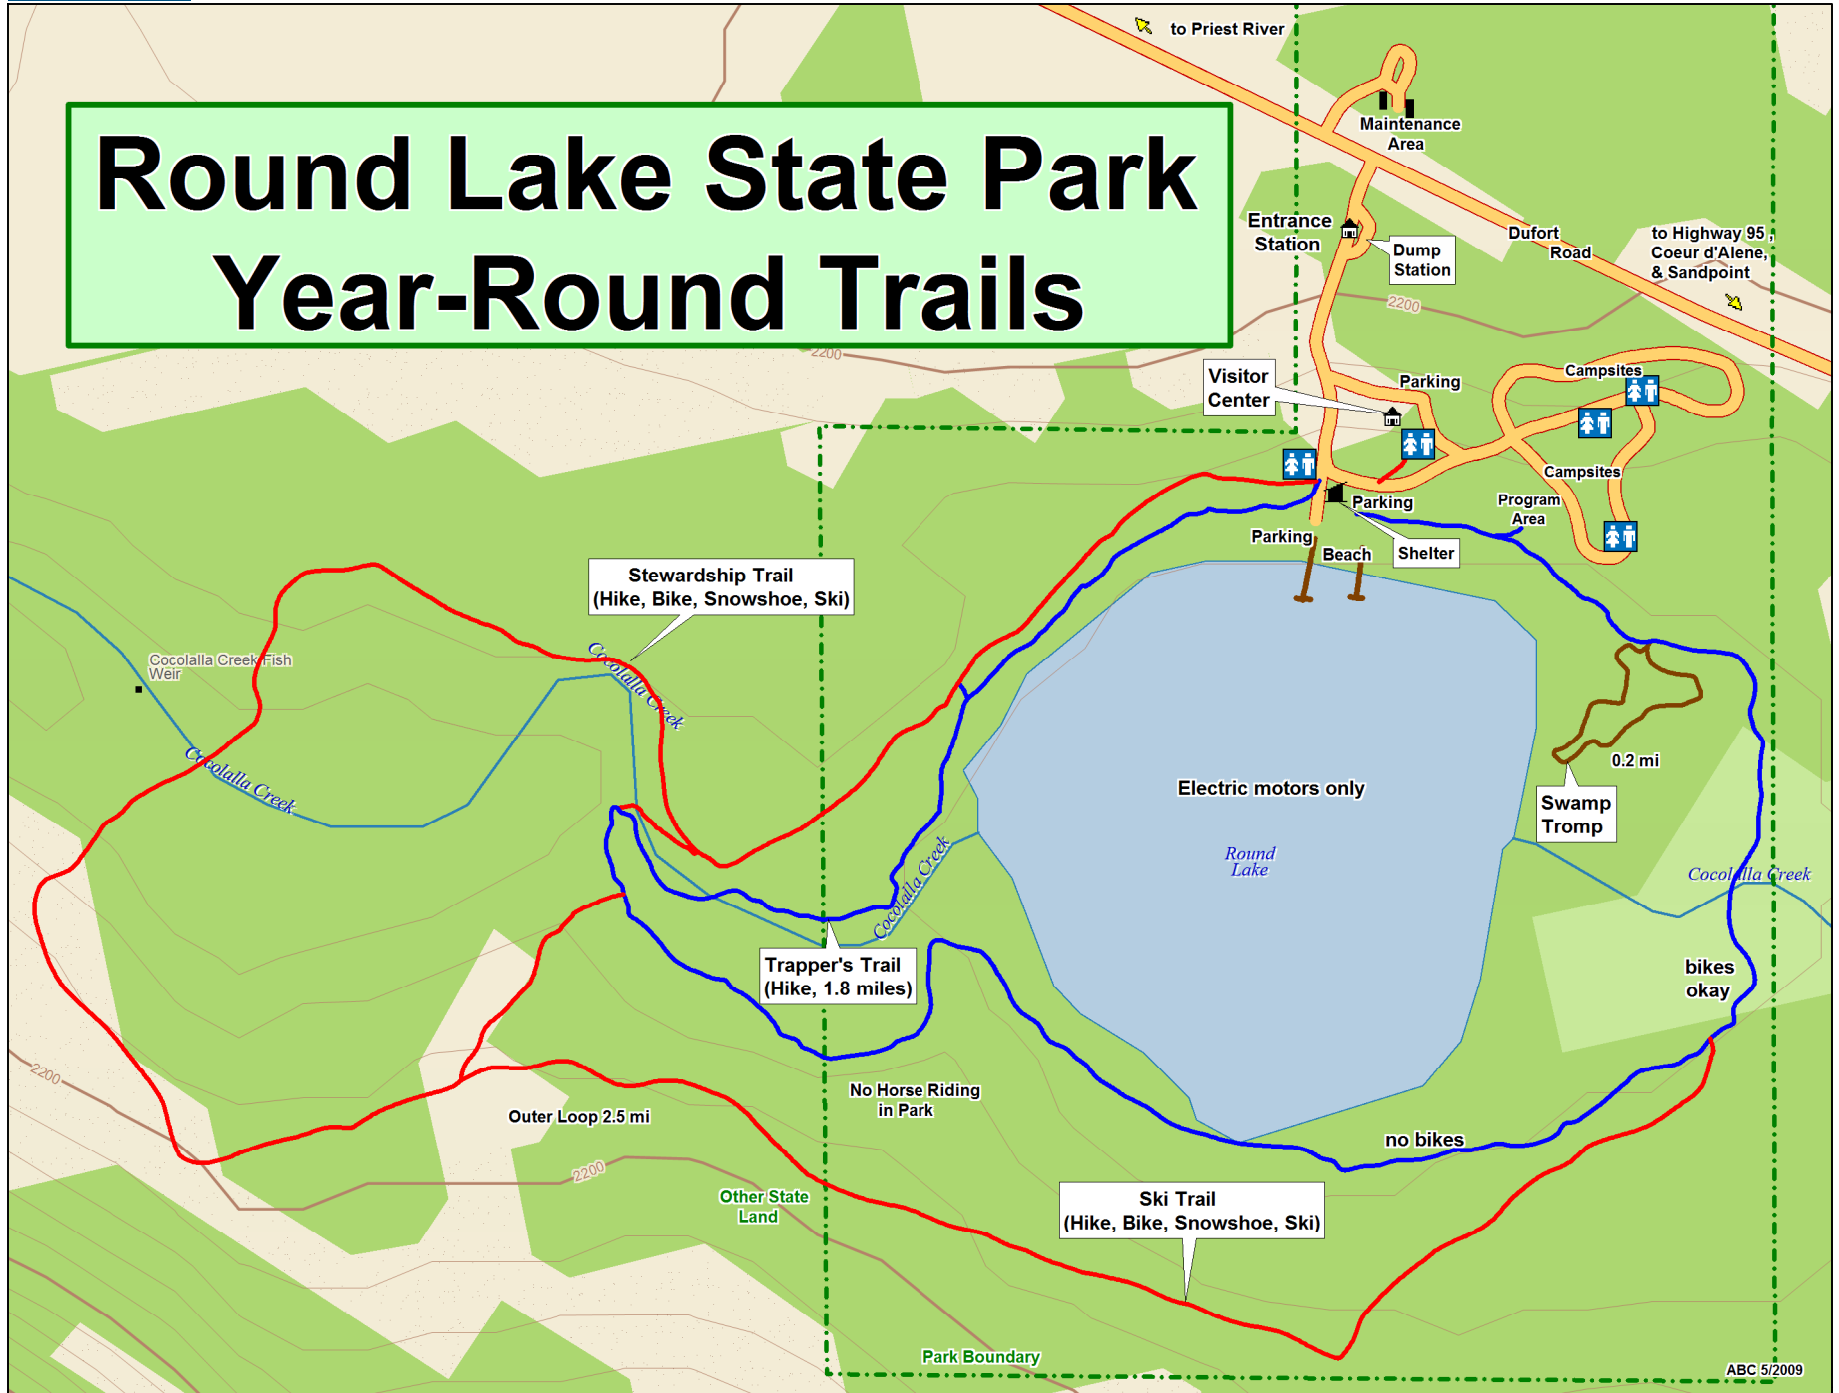 to Priest River
Round Lake State Park
Year-Round Trails
Maintenance
Area
Entrance
Station
Dump
Station
Dufort
Road
to Highway 95 ,
Coeur d'Alene,
& Sandpoint
2200
2200
Visitor
Center
Parking
Campsites
Campsites
Program
Area
Parking
Parking
Beach
Shelter
Stewardship Trail
(Hike, Bike, Snowshoe, Ski)
Cocolalla Creek
Cocolalla Creek Fish
Weir
Cocolalla Creek
Electric motors only
Round
Lake
0.2 mi
Swamp
Tromp
Cocolalla Creek
Cocolalla Creek
Trapper's Trail
(Hike, 1.8 miles)
bikes
okay
2200
No Horse Riding
in Park
Outer Loop 2.5 mi
no bikes
2200
Other State
Land
Ski Trail
(Hike, Bike, Snowshoe, Ski)
Park Boundary
ABC 5/2009